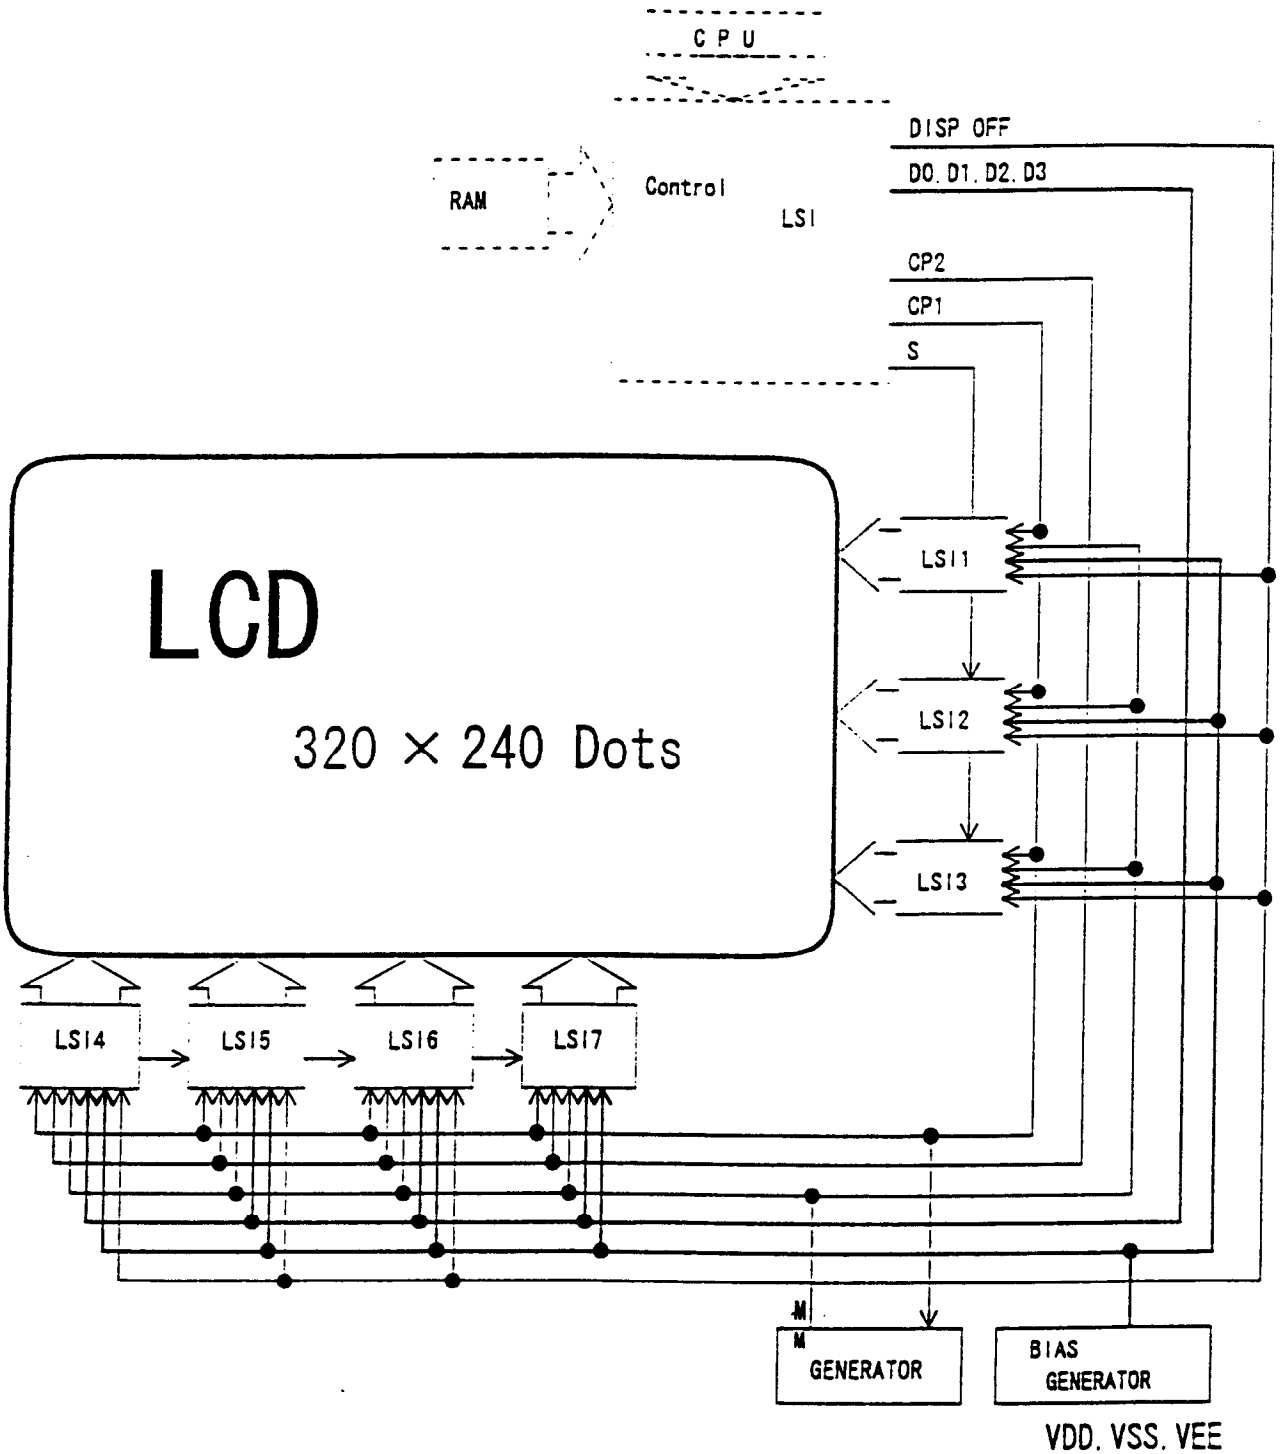 CPU
DISP OFF
D0. D1. D2. D3
RAM
Control
LSI
CP2
CP1
S
LCD
320 × 240 Dots
LSI1
LSI2
LSI3
LSI4
LSI5
LSI6
LSI7
M
M
GENERATOR
BIAS
GENERATOR
VDD. VSS. VEE